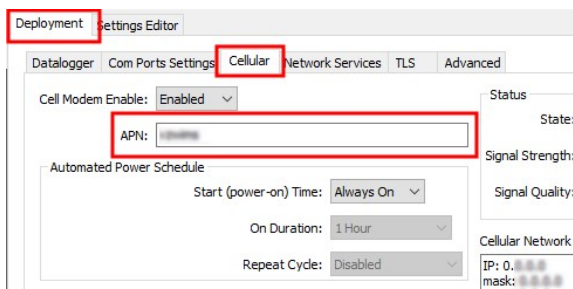 Deployment Settings Editor
Datalogger Com Ports Settings Cellular Network Services TLS Advanced
Cell Modem Enable: Enabled
Status
State:
APN:
Signal Strength:
Automated Power Schedule
Start (power-on) Time: Always On
Signal Quality:
On Duration: 1 Hour
Cellular Network
Repeat Cycle: Disabled
IP: 0.
mask: